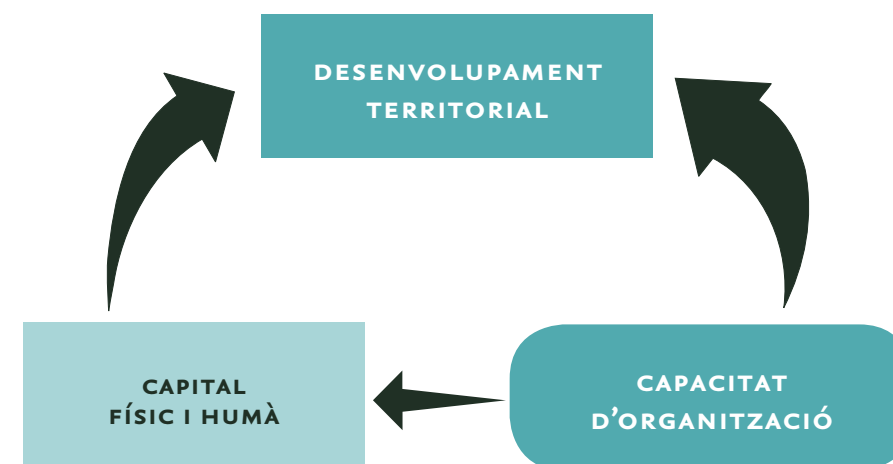 DESENVOLUPAMENT
TERRITORIAL
CAPITAL
FÍSIC I HUMÀ
CAPACITAT
D’ORGANITZACIÓ